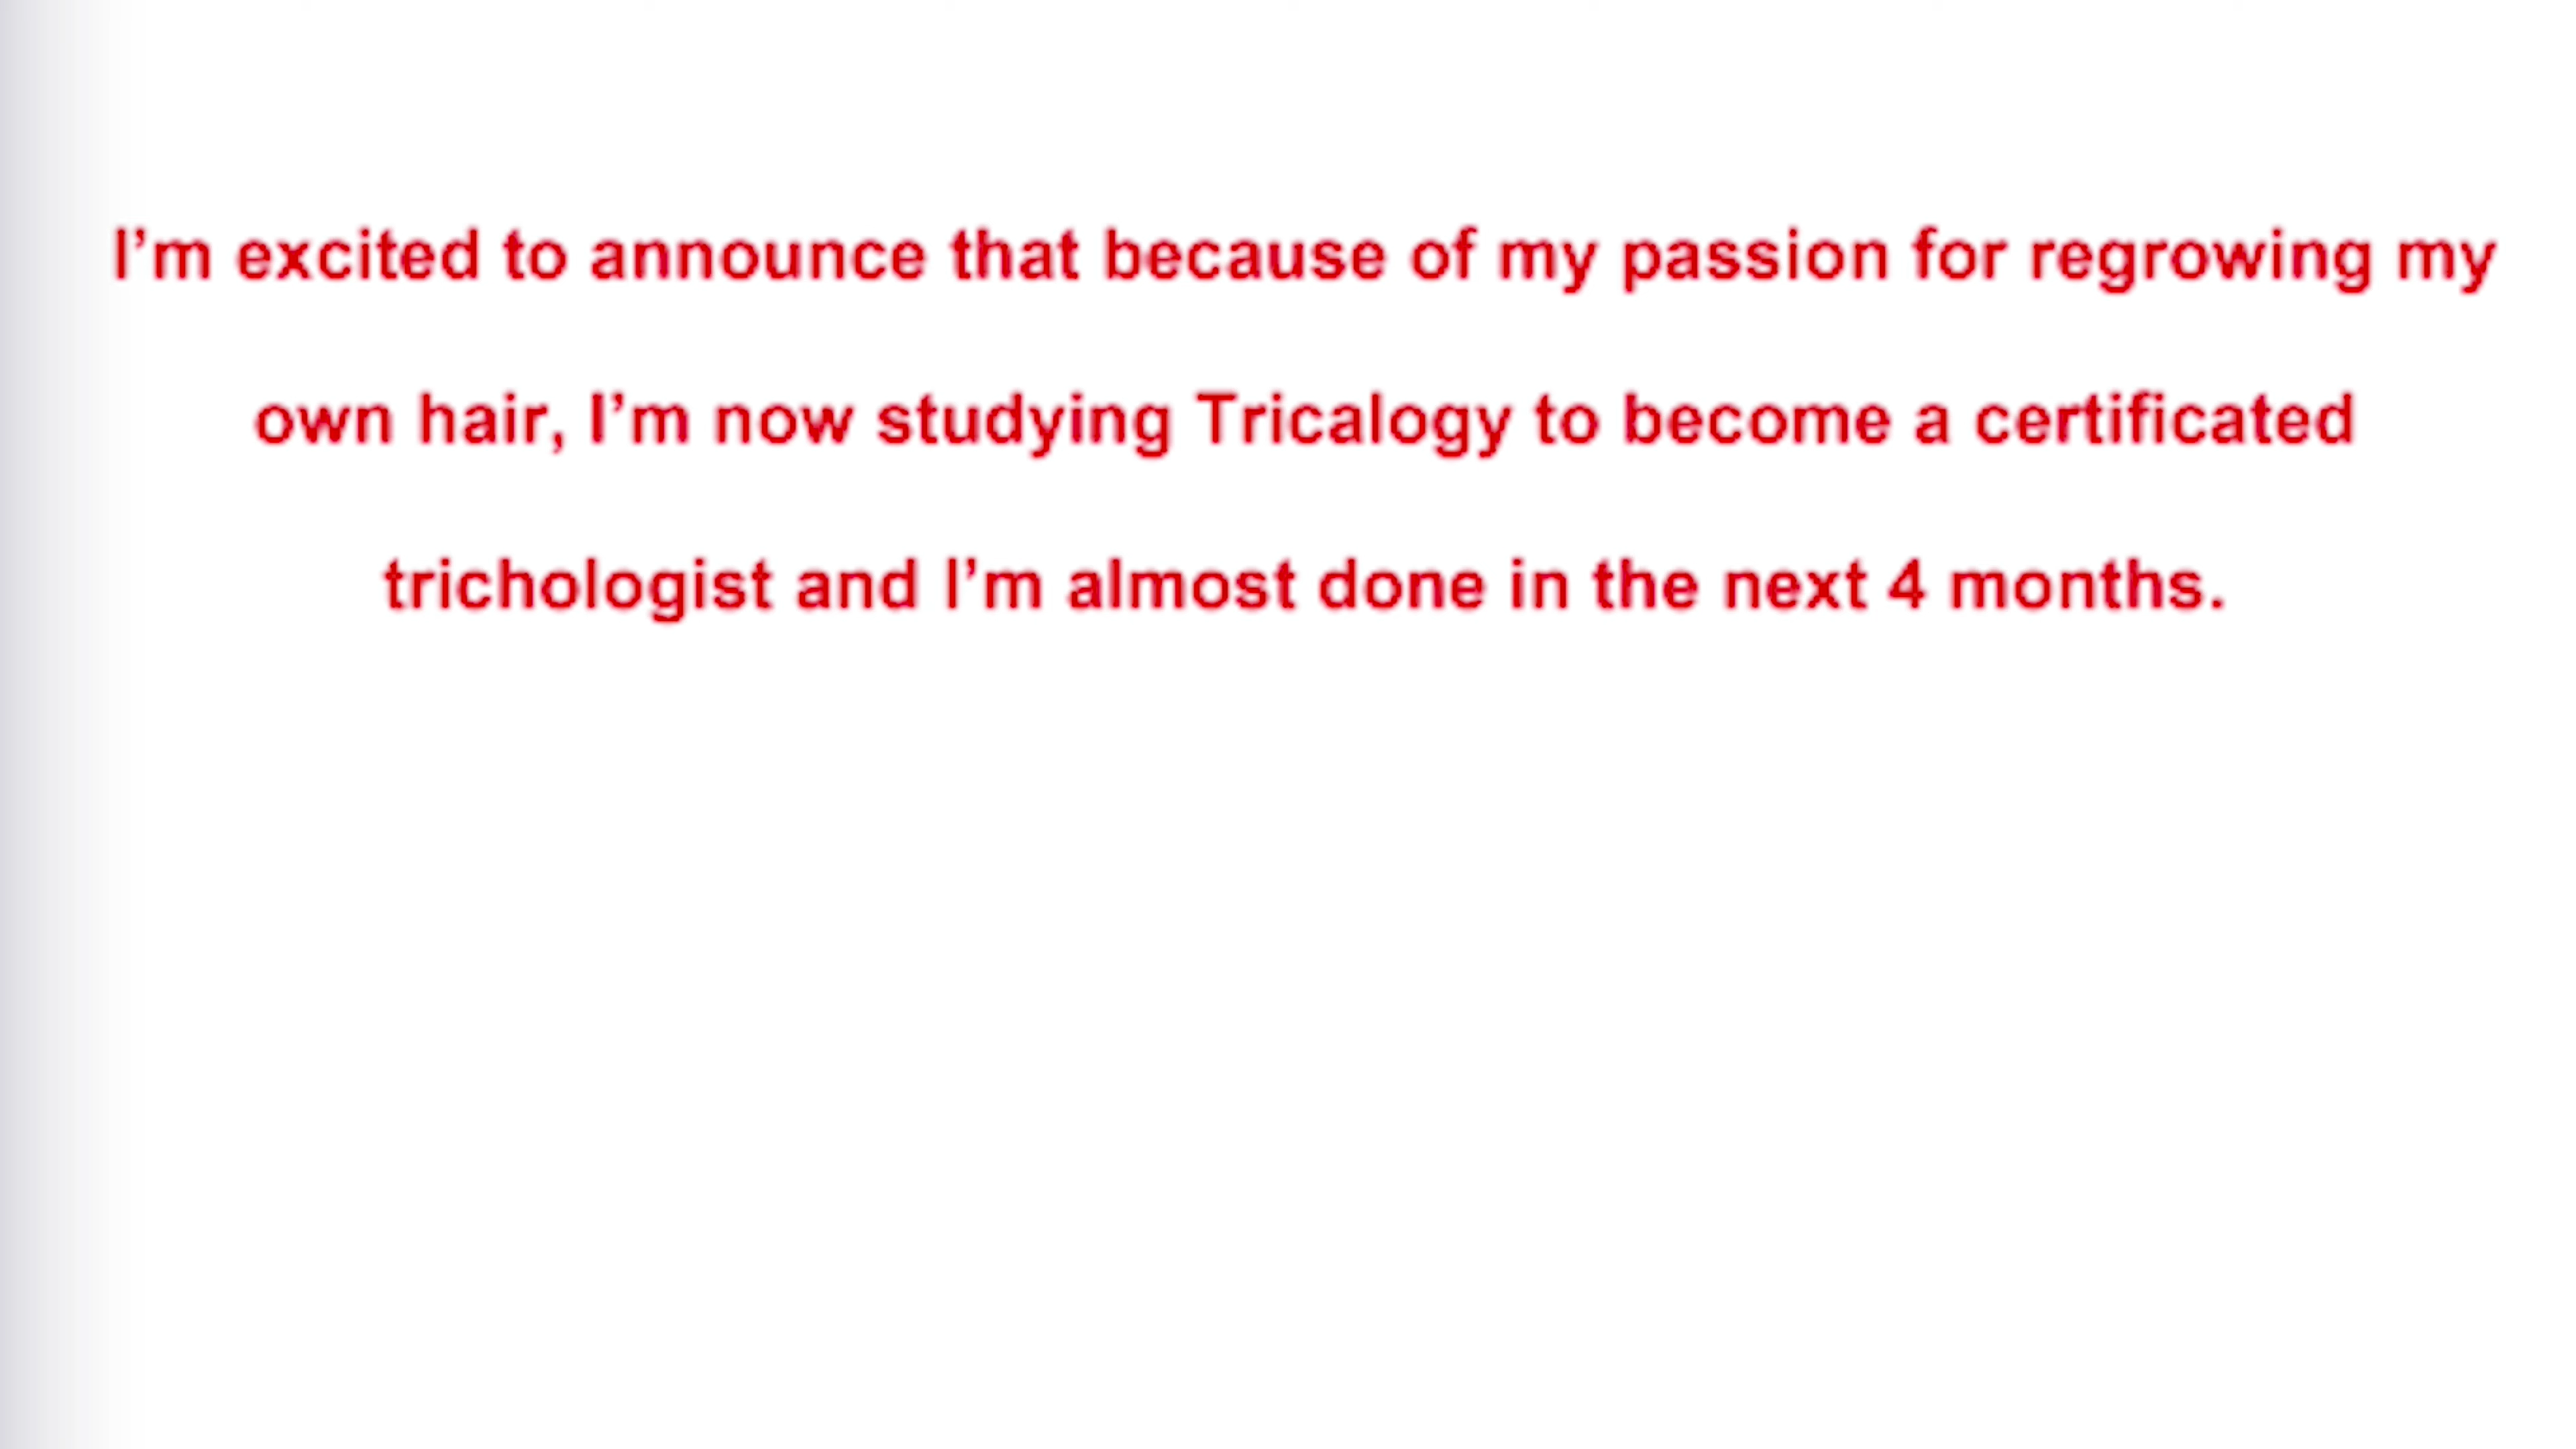 I’m excited to announce that because of my passion for regrowing my
own hair, I’m now studying Tricalogy to become a certificated
trichologist and I’m almost done in the next 4 months.